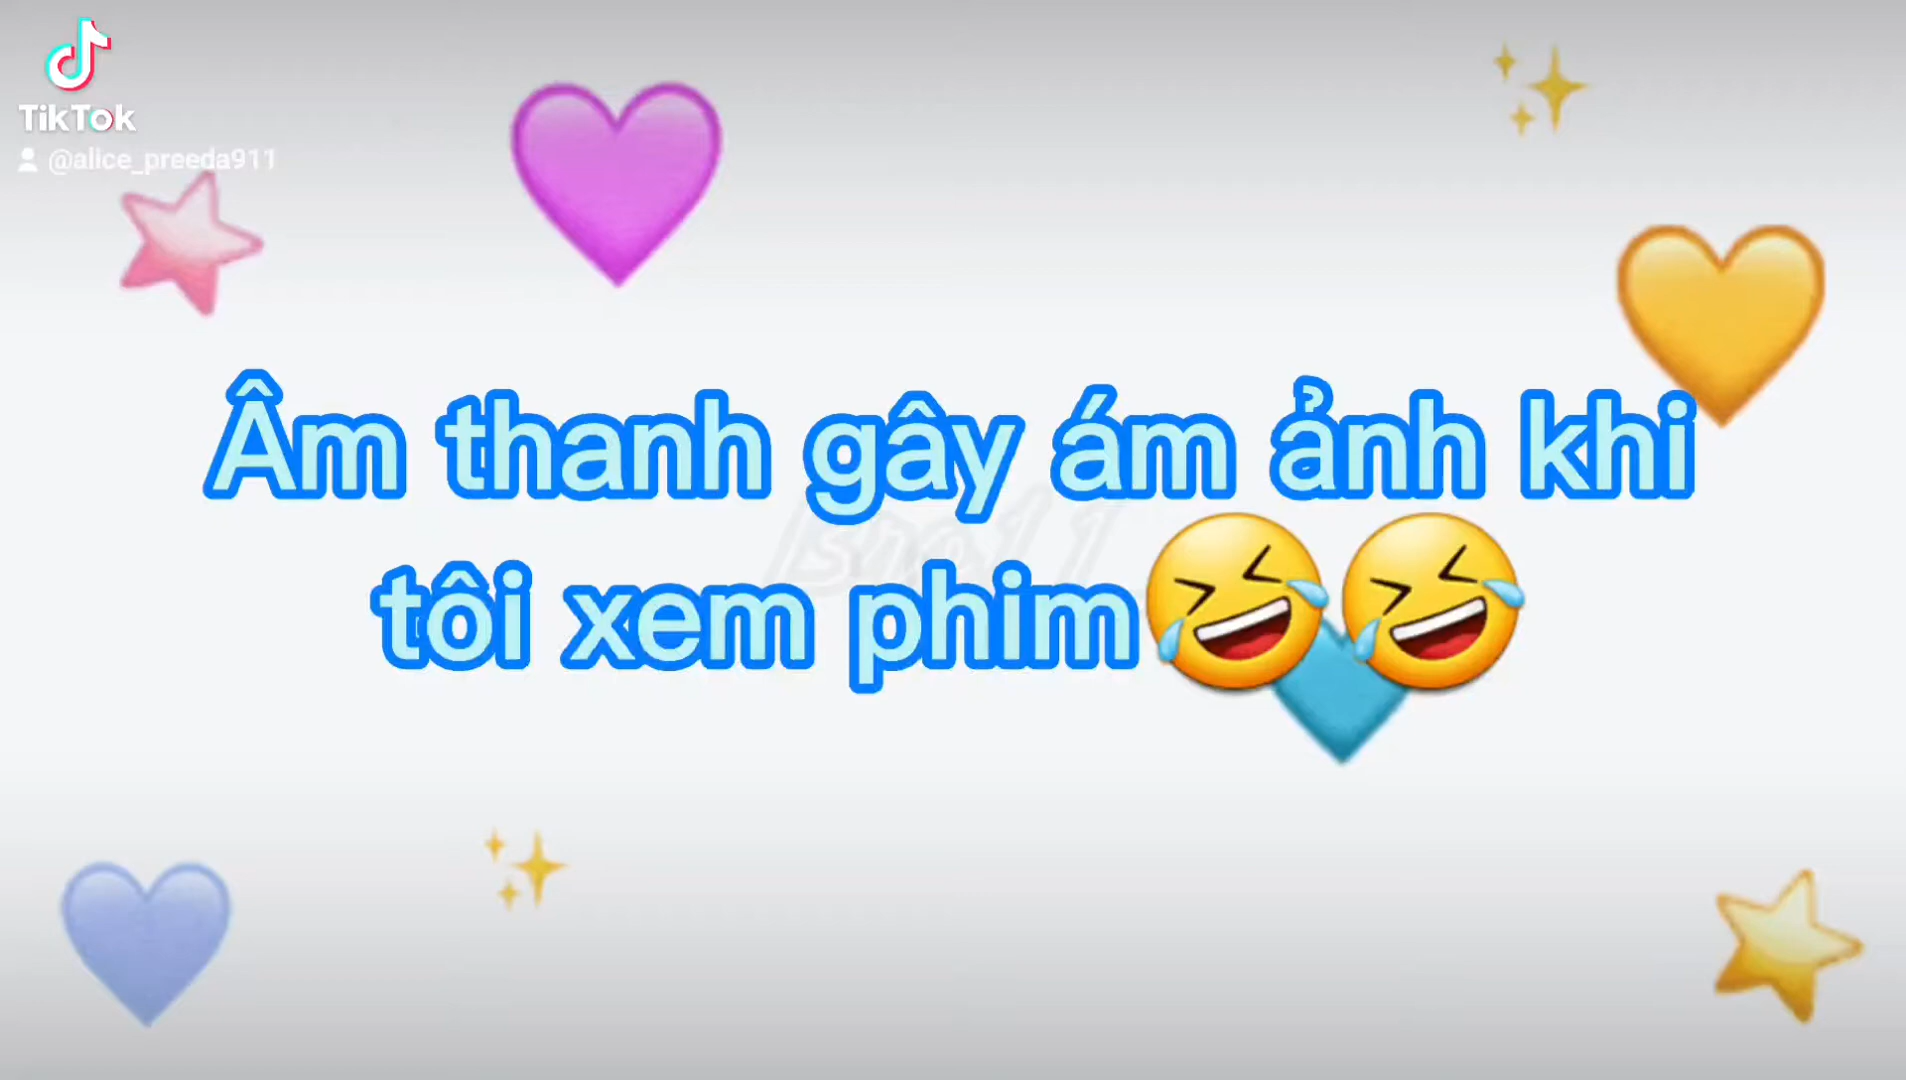 TikTok
@alice_preeda911
Âm thanh gây ám ảnh khi
tôi xem phim🤣🤣